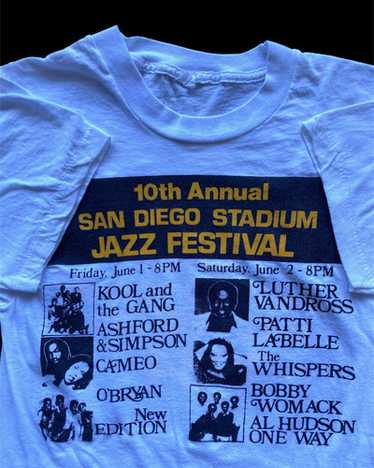 10th Annual
SAN DIEGO STADIUM
JAZZ FESTIVAL
Friday, June 1 - 8PM
KOOL and
the GANG
ASHFORD
& SIMPSON
CAMEO
O'BRYAN
New
EDITION
Saturday, June 2 - 8PM
LUTHER
VANDROSS
PATTI
LABELLE
The
WHISPERS
BOBBY
WOMACK
AL HUDSON
ONE WAY